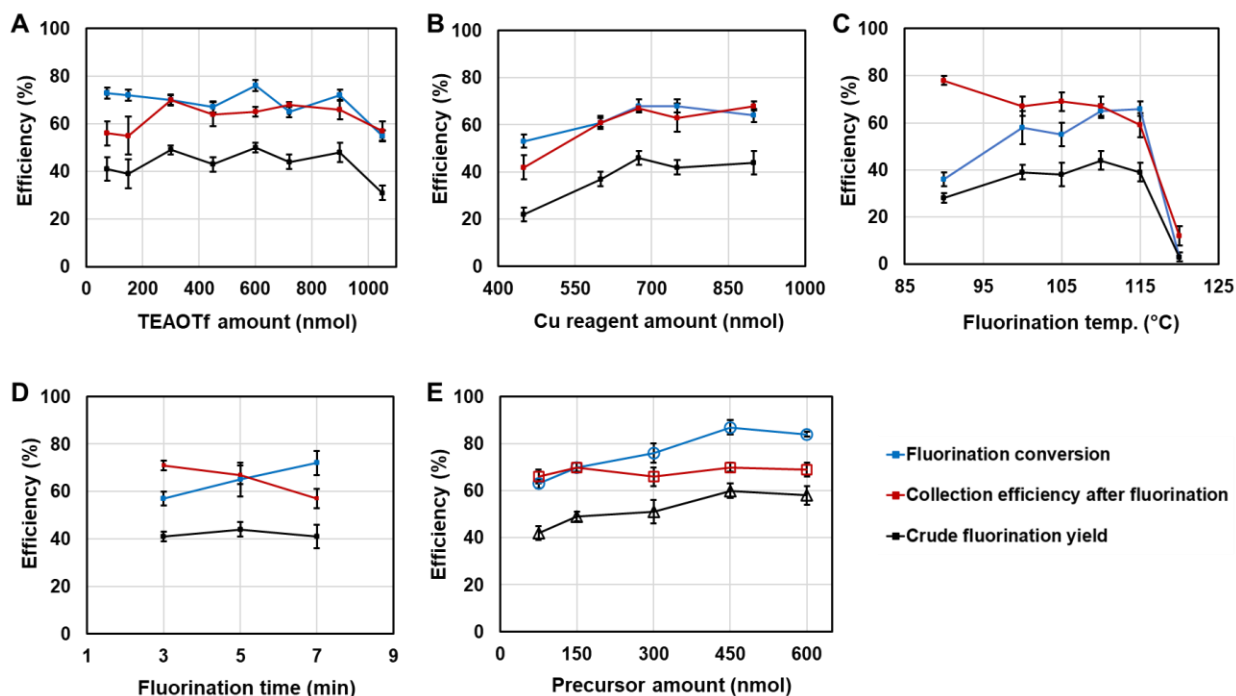 A
Efficiency (%)
100
80
60
40
20
0
0 200 400 600 800 1000
TEAOTf amount (nmol)
B
Efficiency (%)
100
80
60
40
20
0
400 550 700 850 1000
Cu reagent amount (nmol)
C
Efficiency (%)
100
80
60
40
20
0
85 95 105 115 125
Fluorination temp. (°C)
D
Efficiency (%)
100
80
60
40
20
0
1 3 5 7 9
Fluorination time (min)
E
Efficiency (%)
100
80
60
40
20
0
0 150 300 450 600
Precursor amount (nmol)
Fluorination conversion
Collection efficiency after fluorination
Crude fluorination yield